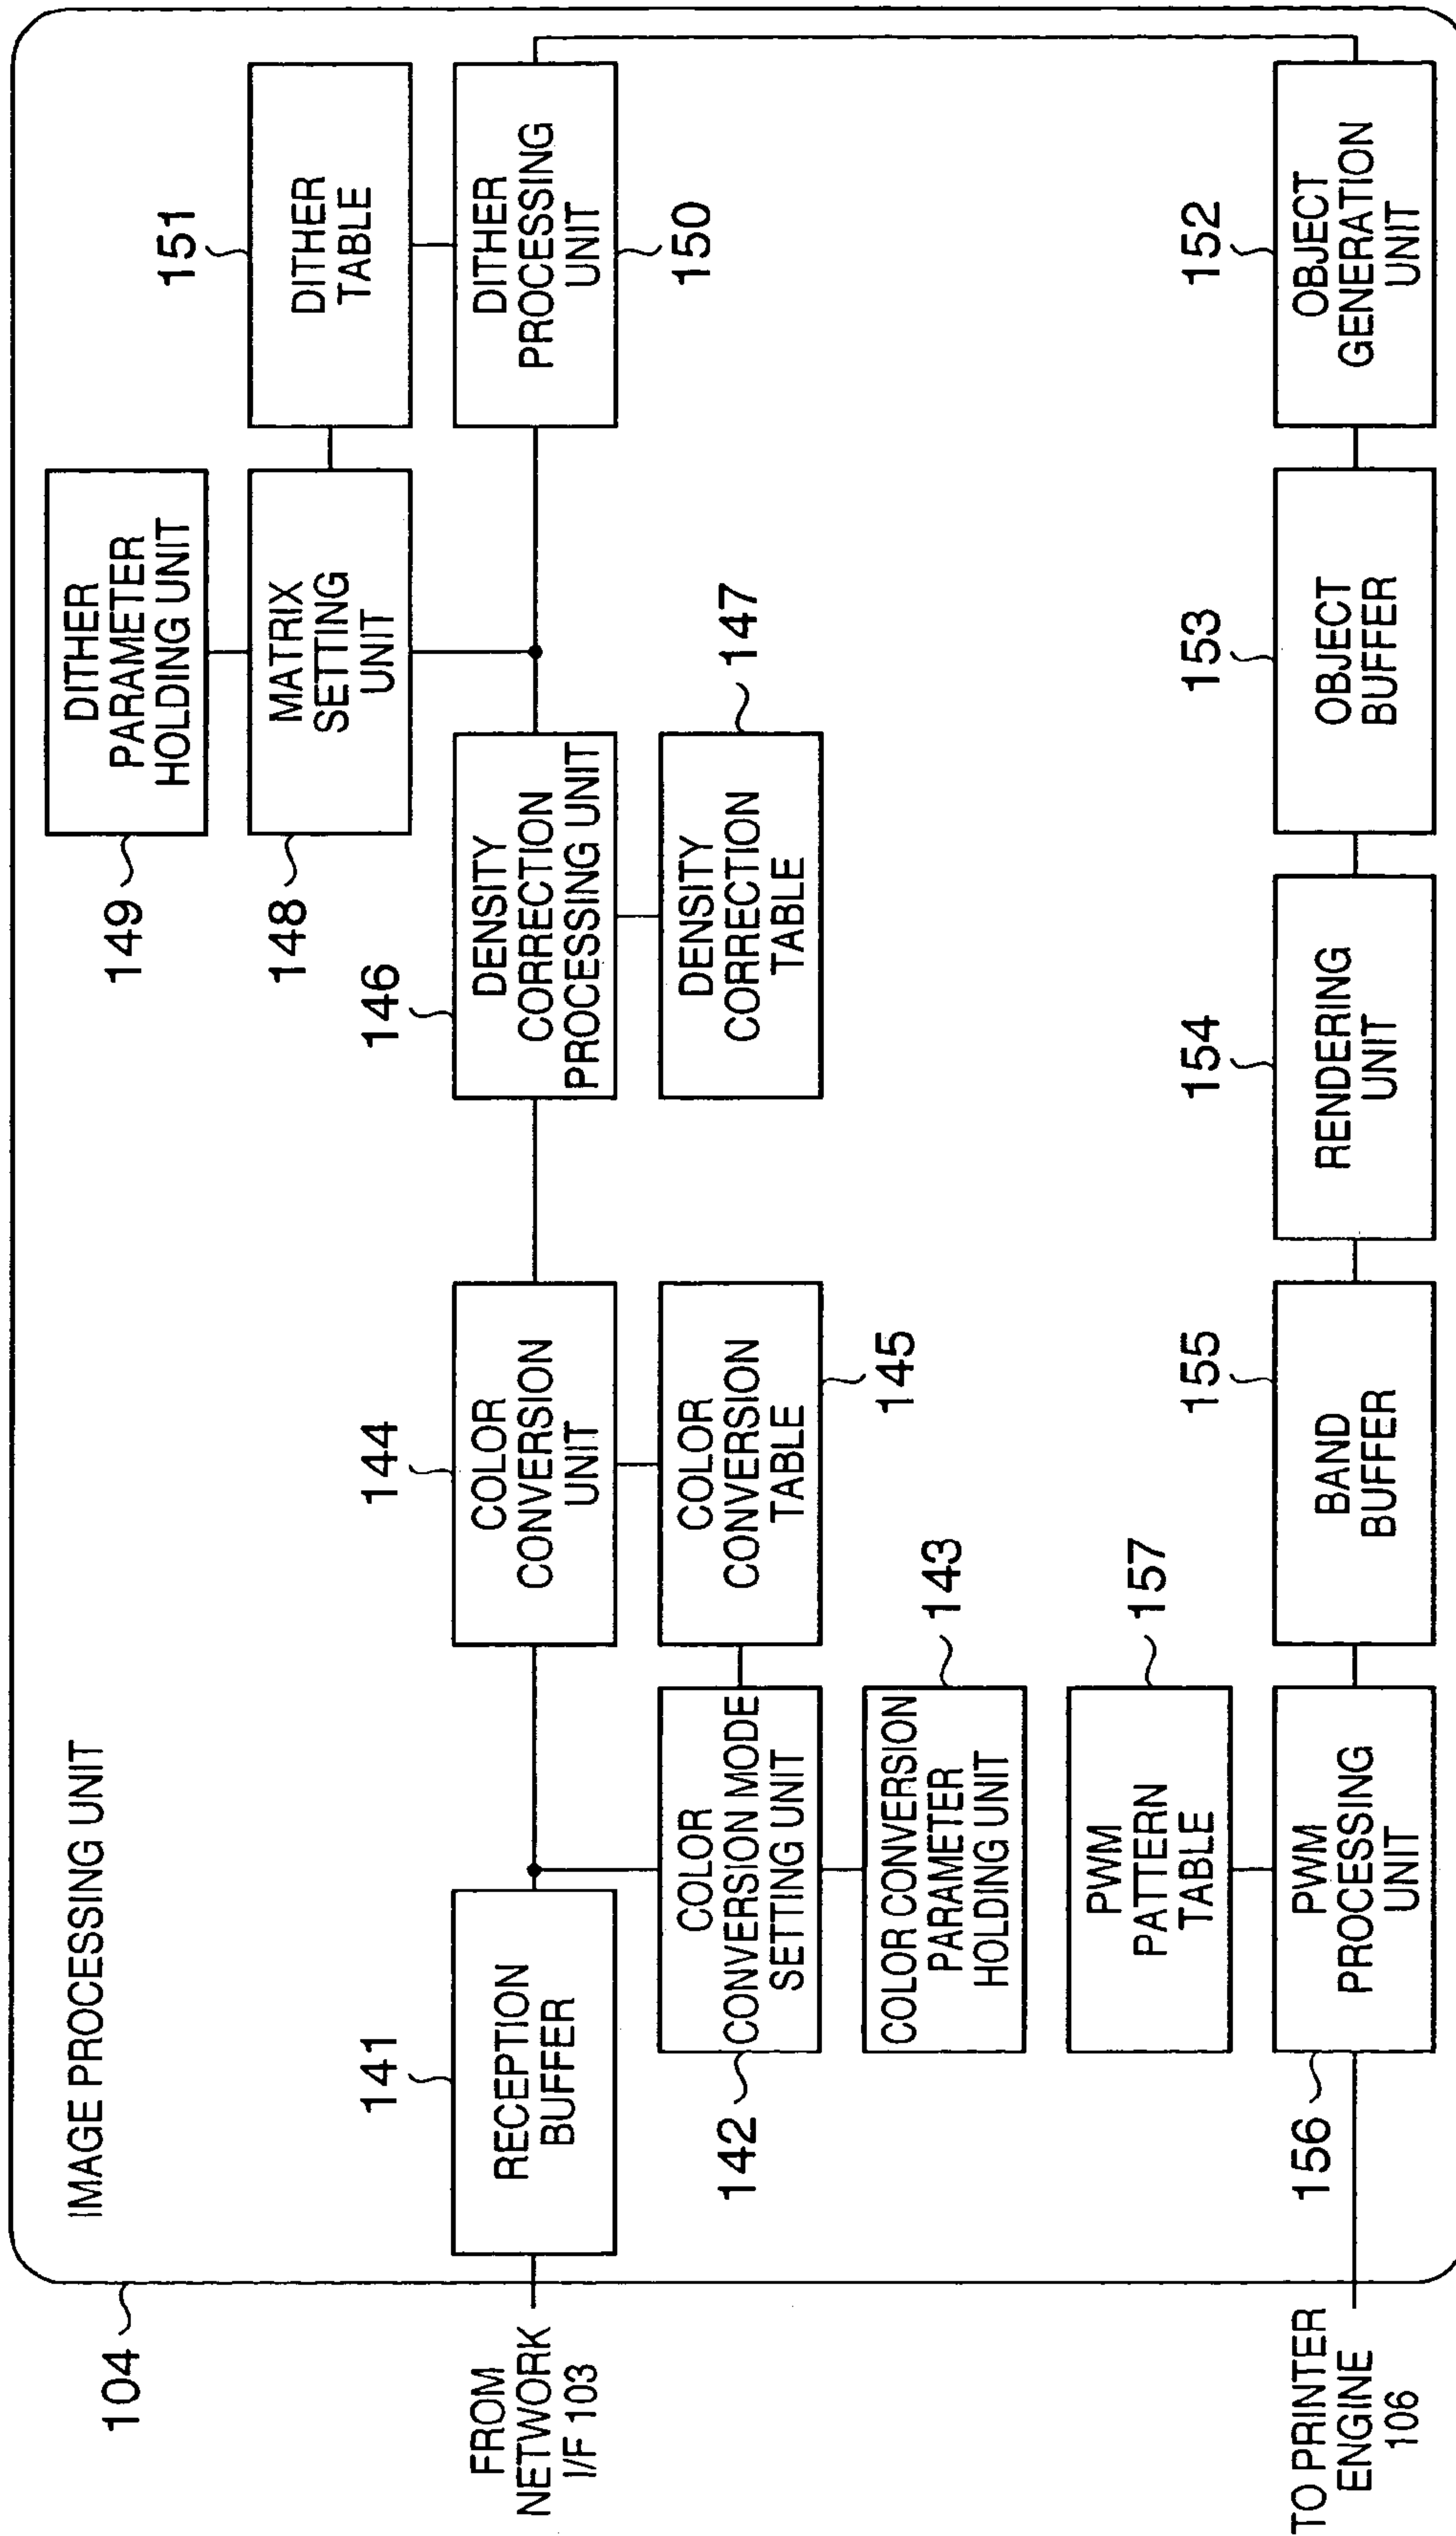 IMAGE PROCESSING UNIT
104
FROM
NETWORK
I/F 103
141
RECEPTION
BUFFER
142
COLOR
CONVERSION MODE
SETTING UNIT
COLOR CONVERSION
PARAMETER
HOLDING UNIT
143
144
COLOR
CONVERSION
UNIT
COLOR
CONVERSION
TABLE
145
146
DENSITY
CORRECTION
PROCESSING UNIT
DENSITY
CORRECTION
TABLE
147
149
DITHER
PARAMETER
HOLDING UNIT
148
MATRIX
SETTING
UNIT
151
DITHER
TABLE
DITHER
PROCESSING
UNIT
150
152
OBJECT
GENERATION
UNIT
153
OBJECT
BUFFER
154
RENDERING
UNIT
155
BAND
BUFFER
157
PWM
PATTERN
TABLE
156
PWM
PROCESSING
UNIT
TO PRINTER
ENGINE
106